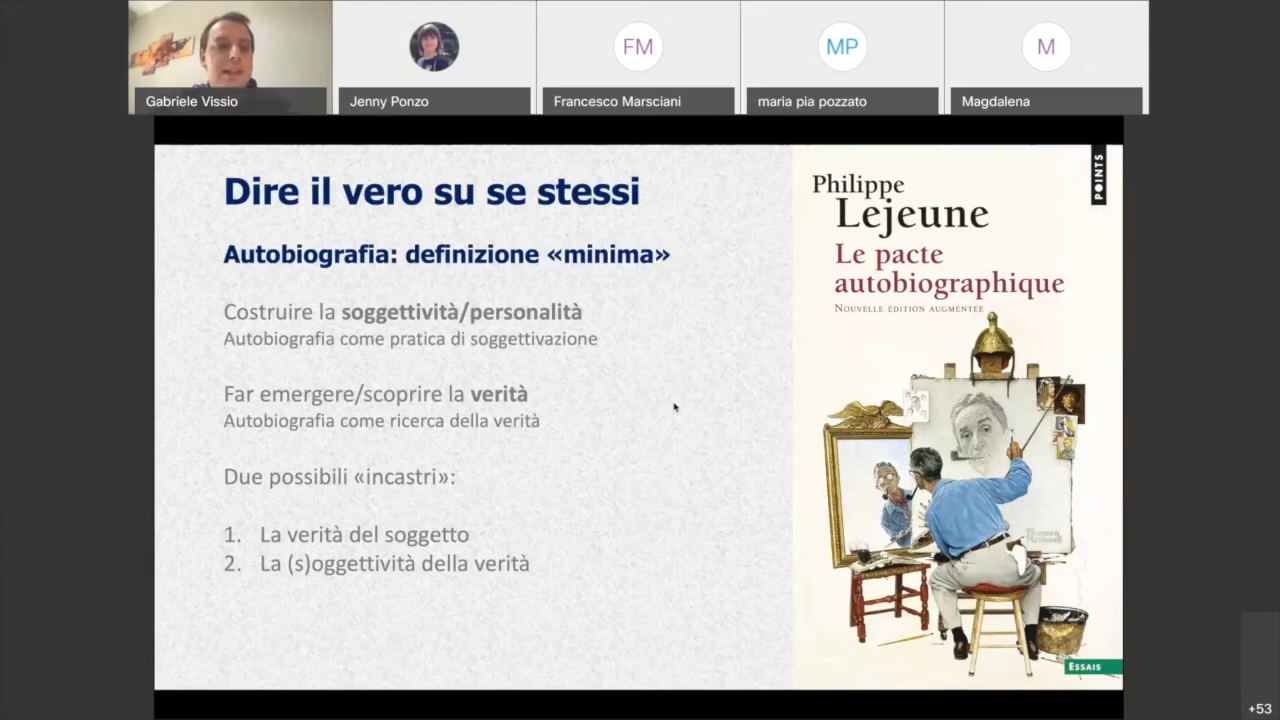 FM
MP
M
Gabriele Vissio
Jenny Ponzo
Francesco Marsciani
maria pia pozzato
Magdalena
Dire il vero su se stessi
Autobiografia: definizione «minima»
Costruire la soggettività/personalità
Autobiografia come pratica di soggettivazione
Far emergere/scoprire la verità
Autobiografia come ricerca della verità
Due possibili «incastri»:
1. La verità del soggetto
2. La (s)oggettività della verità
POINTS
Philippe
Lejeune
Le pacte
autobiographique
NOUVELLE ÉDITION AUGMENTÉE
Norman
Rockwell
ESSAIS
+53